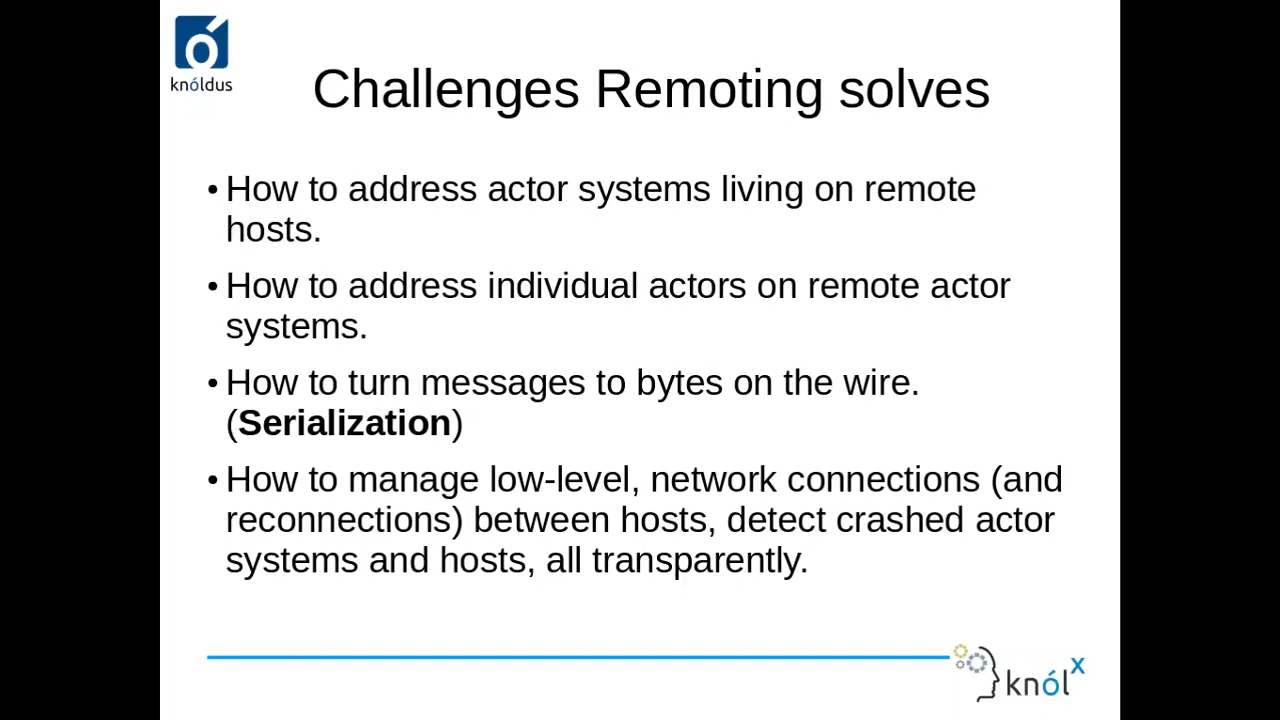 knóldus
Challenges Remoting solves
• How to address actor systems living on remote
hosts.
• How to address individual actors on remote actor
systems.
• How to turn messages to bytes on the wire.
(Serialization)
• How to manage low-level, network connections (and
reconnections) between hosts, detect crashed actor
systems and hosts, all transparently.
knól x